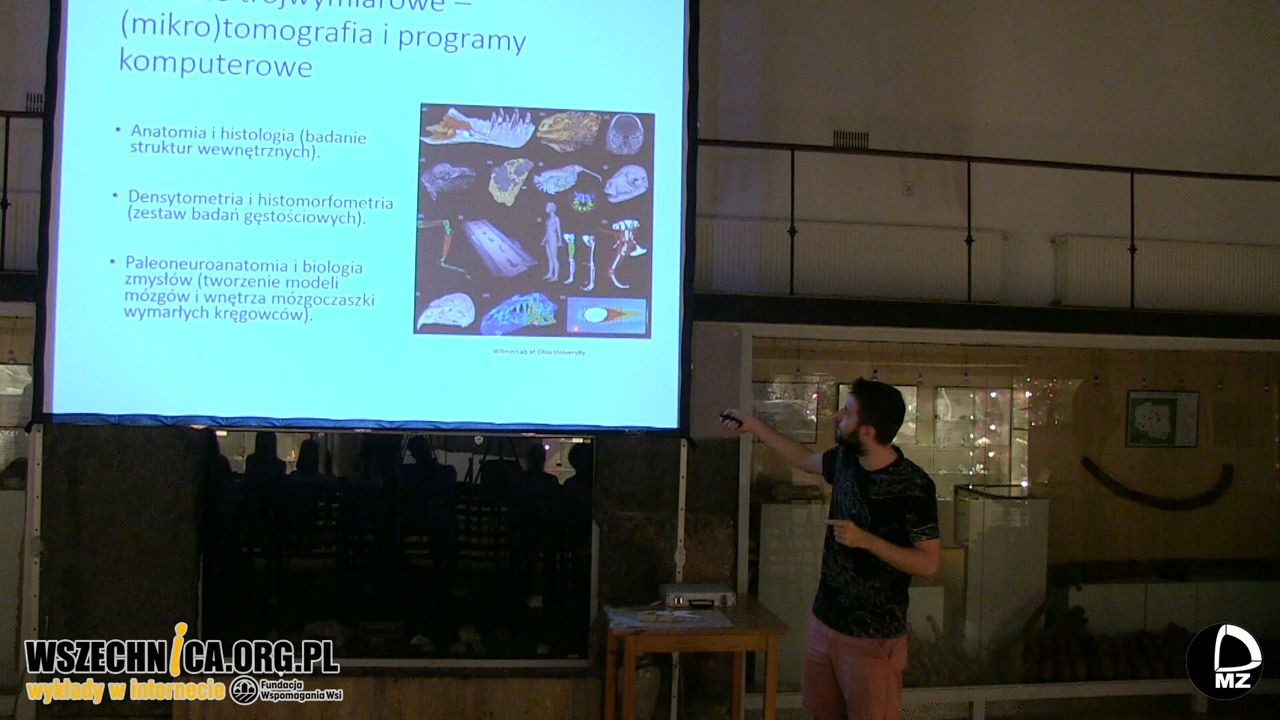 trójwymiarowe –
(mikro)tomografia i programy
komputerowe
• Anatomia i histologia (badanie
struktur wewnętrznych).
• Densytometria i histomorfometria
(zestaw badań gęstościowych).
• Paleoneuroanatomia i biologia
zmysłów (tworzenie modeli
mózgów i wnętrza mózgoczaszki
wymarłych kręgowców).
WitmerLab at Ohio University
WSZECHNICA.ORG.PL
wykłady w internecie
Fundacja
Wspomagania Wsi
MZ